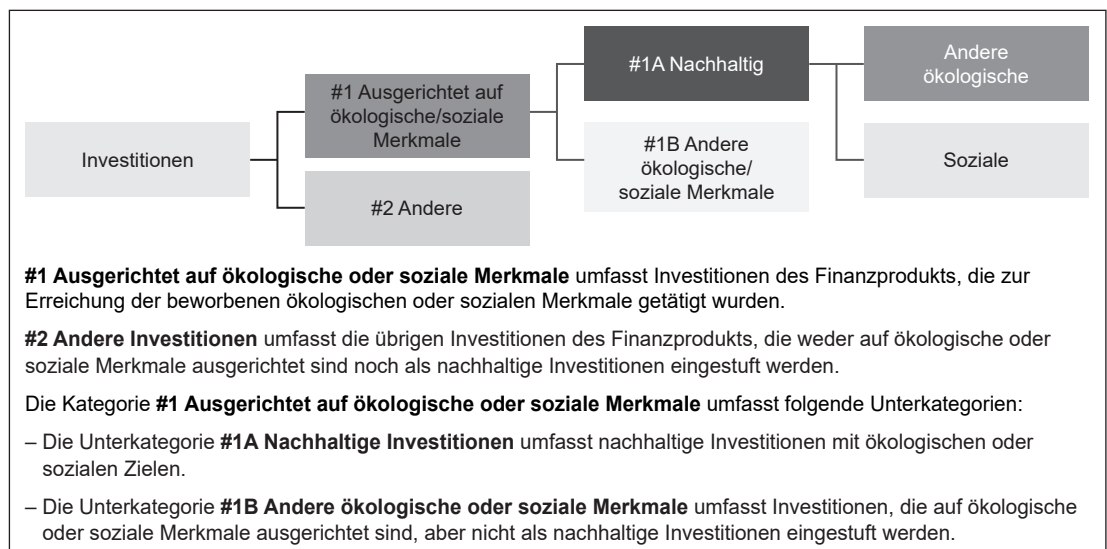 Investitionen
#1 Ausgerichtet auf
ökologische/soziale
Merkmale
#2 Andere
#1A Nachhaltig
#1B Andere
ökologische/
soziale Merkmale
Andere
ökologische
Soziale
#1 Ausgerichtet auf ökologische oder soziale Merkmale umfasst Investitionen des Finanzprodukts, die zur
Erreichung der beworbenen ökologischen oder sozialen Merkmale getätigt wurden.
#2 Andere Investitionen umfasst die übrigen Investitionen des Finanzprodukts, die weder auf ökologische oder
soziale Merkmale ausgerichtet sind noch als nachhaltige Investitionen eingestuft werden.
Die Kategorie #1 Ausgerichtet auf ökologische oder soziale Merkmale umfasst folgende Unterkategorien:
– Die Unterkategorie #1A Nachhaltige Investitionen umfasst nachhaltige Investitionen mit ökologischen oder
sozialen Zielen.
– Die Unterkategorie #1B Andere ökologische oder soziale Merkmale umfasst Investitionen, die auf ökologische
oder soziale Merkmale ausgerichtet sind, aber nicht als nachhaltige Investitionen eingestuft werden.